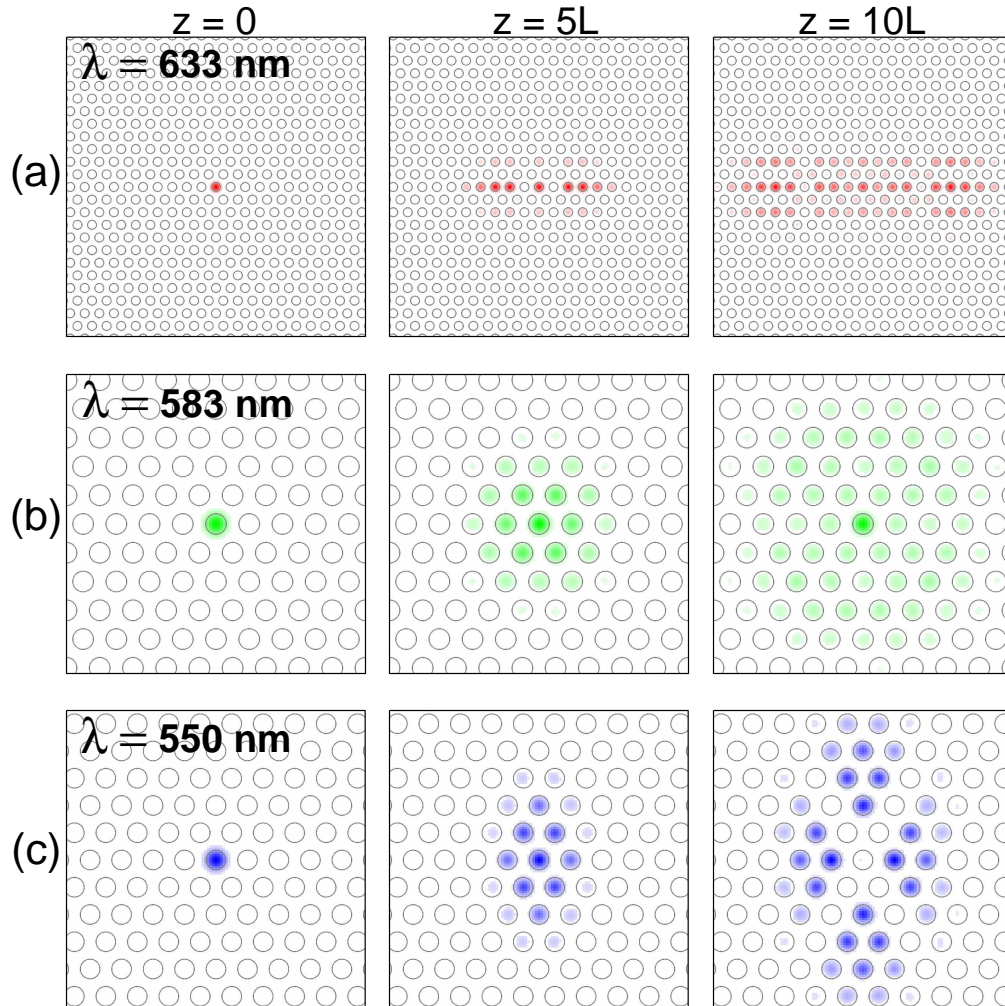 z = 0 z = 5L z = 10L
(a) λ = 633 nm
(b) λ = 583 nm
(c) λ = 550 nm